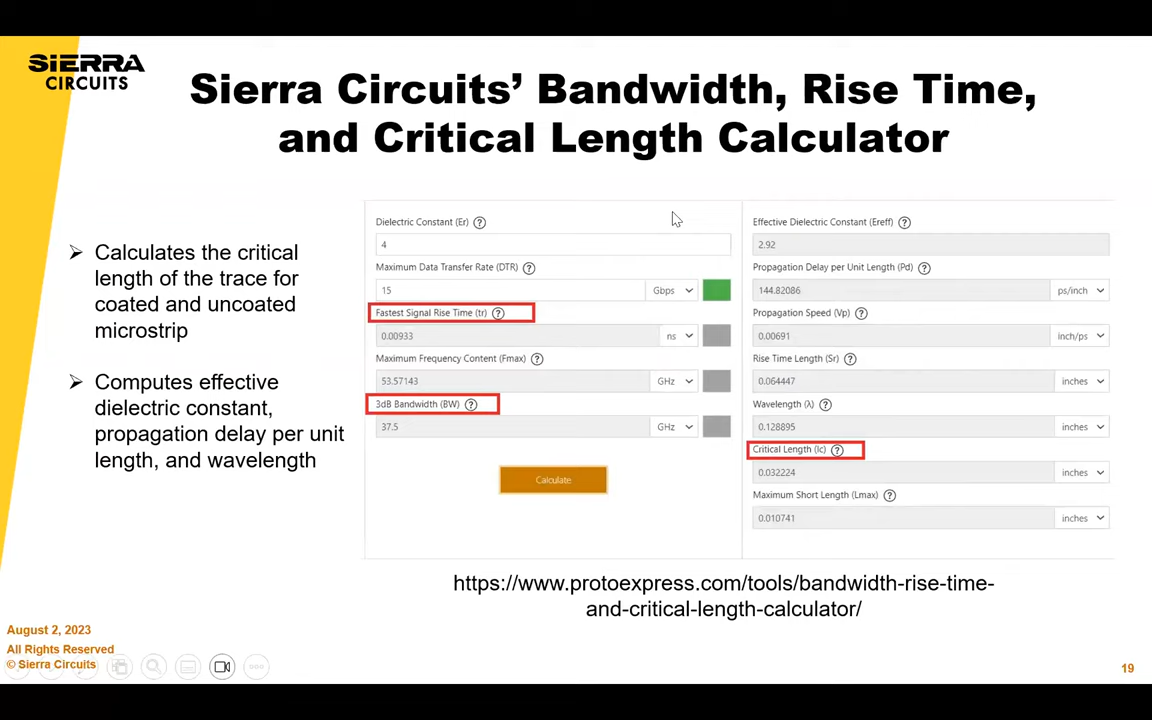 SIERRA
CIRCUITS
Sierra Circuits’ Bandwidth, Rise Time,
and Critical Length Calculator
➢ Calculates the critical
length of the trace for
coated and uncoated
microstrip
➢ Computes effective
dielectric constant,
propagation delay per unit
length, and wavelength
Dielectric Constant (Er) ?
4
Maximum Data Transfer Rate (DTR) ?
15 Gbps
Fastest Signal Rise Time (tr) ?
0.00933 ns
Maximum Frequency Content (Fmax) ?
53.57143 GHz
3dB Bandwidth (BW) ?
37.5 GHz
Calculate
Effective Dielectric Constant (Ereff) ?
2.92
Propagation Delay per Unit Length (Pd) ?
144.82086 ps/inch
Propagation Speed (Vp) ?
0.00691 inch/ps
Rise Time Length (Sr) ?
0.064447 inches
Wavelength (λ) ?
0.128895 inches
Critical Length (lc) ?
0.032224 inches
Maximum Short Length (Lmax) ?
0.010741 inches
https://www.protoexpress.com/tools/bandwidth-rise-time-
and-critical-length-calculator/
August 2, 2023
All Rights Reserved
© Sierra Circuits
19